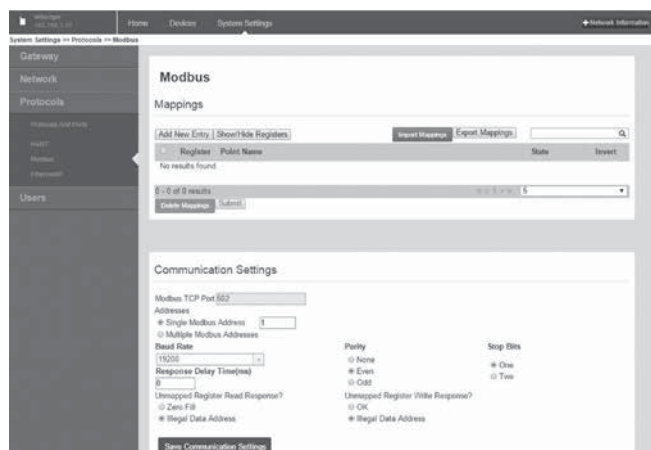 Home Devices System Settings
Network Information
System Settings >> Protocols >> Modbus
Gateway
Network
Protocols
Protocols And Ports
HART
Modbus
Users
Modbus
Mappings
Add New Entry Show/Hide Registers Import Mappings Export Mappings
Register Point Name State Invert
No results found.
0 - 0 of 0 results 5
Delete Mappings Submit
Communication Settings
Modbus TCP Port 502
Addresses
Single Modbus Address 1
Multiple Modbus Addresses
Baud Rate Parity Stop Bits
19200 None One
Response Delay Time(ms) Even Two
0 Odd
Unmapped Register Read Response? Unmapped Register Write Response?
Zero Fill OK
Illegal Data Address Illegal Data Address
Save Communication Settings